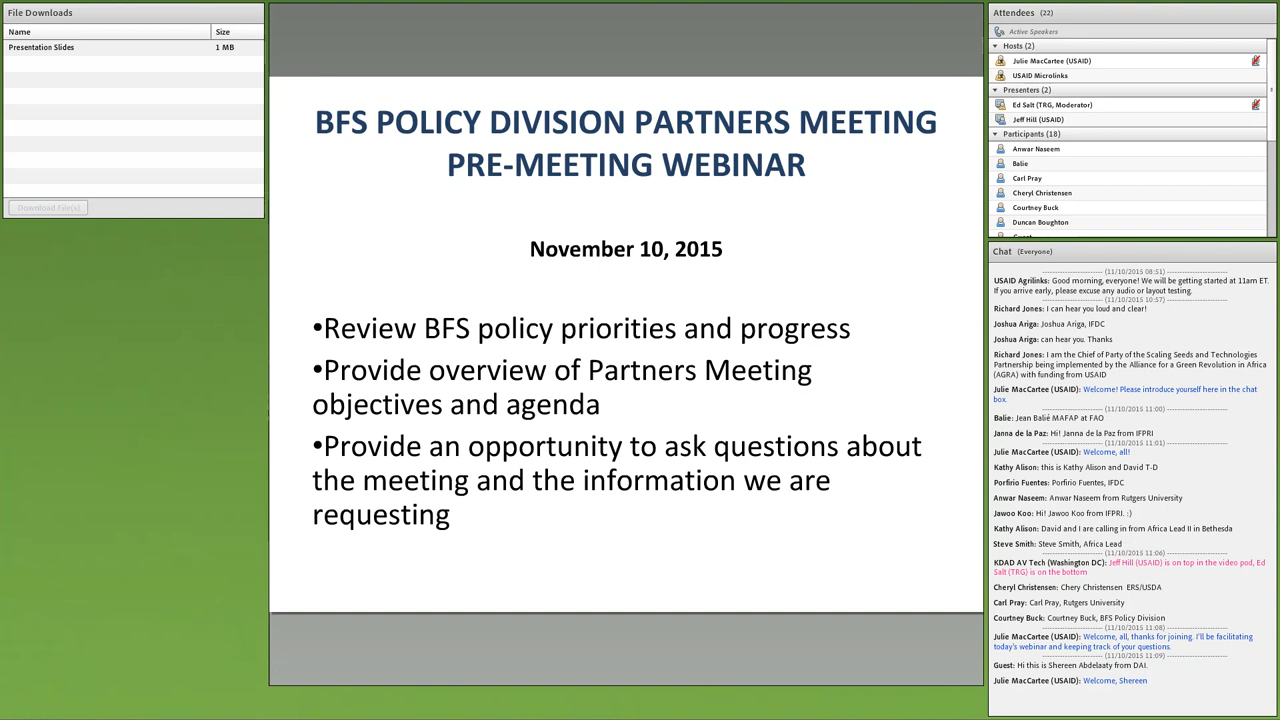 File Downloads
Name Size
Presentation Slides 1 MB
Download File(s)
BFS POLICY DIVISION PARTNERS MEETING
PRE-MEETING WEBINAR
November 10, 2015
•Review BFS policy priorities and progress
•Provide overview of Partners Meeting
objectives and agenda
•Provide an opportunity to ask questions about
the meeting and the information we are
requesting
Attendees (22)
Active Speakers
Hosts (2)
Julie MacCartee (USAID)
USAID Microlinks
Presenters (2)
Ed Salt (TRG, Moderator)
Jeff Hill (USAID)
Participants (18)
Anwar Naseem
Balie
Carl Pray
Cheryl Christensen
Courtney Buck
Duncan Boughton
Chat (Everyone)
------------------------ (11/10/2015 08:51) ------------------------
USAID Agrilinks: Good morning, everyone! We will be getting started at 11am ET.
If you arrive early, please excuse any audio or layout testing.
------------------------ (11/10/2015 10:57) ------------------------
Richard Jones: I can hear you loud and clear!
Joshua Ariga: Joshua Ariga, IFDC
Joshua Ariga: can hear you. Thanks
Richard Jones: I am the Chief of Party of the Scaling Seeds and Technologies
Partnership being implemented by the Alliance for a Green Revolution in Africa
(AGRA) with funding from USAID
Julie MacCartee (USAID): Welcome! Please introduce yourself here in the chat
box.
------------------------ (11/10/2015 11:00) ------------------------
Balie: Jean Balié MAFAP at FAO
Janna de la Paz: Hi! Janna de la Paz from IFPRI
------------------------ (11/10/2015 11:01) ------------------------
Julie MacCartee (USAID): Welcome, all!
Kathy Alison: this is Kathy Alison and David T-D
Porfirio Fuentes: Porfirio Fuentes, IFDC
Anwar Naseem: Anwar Naseem from Rutgers University
Jawoo Koo: Hi! Jawoo Koo from IFPRI. :)
Kathy Alison: David and I are calling in from Africa Lead II in Bethesda
Steve Smith: Steve Smith, Africa Lead
------------------------ (11/10/2015 11:06) ------------------------
KDAD AV Tech (Washington DC): Jeff Hill (USAID) is on top in the video pod, Ed
Salt (TRG) is on the bottom
Cheryl Christensen: Chery Christensen ERS/USDA
Carl Pray: Carl Pray, Rutgers University
Courtney Buck: Courtney Buck, BFS Policy Division
------------------------ (11/10/2015 11:08) ------------------------
Julie MacCartee (USAID): Welcome, all, thanks for joining. I'll be facilitating
today's webinar and keeping track of your questions.
------------------------ (11/10/2015 11:09) ------------------------
Guest: Hi this is Shereen Abdelaaty from DAI.
Julie MacCartee (USAID): Welcome, Shereen